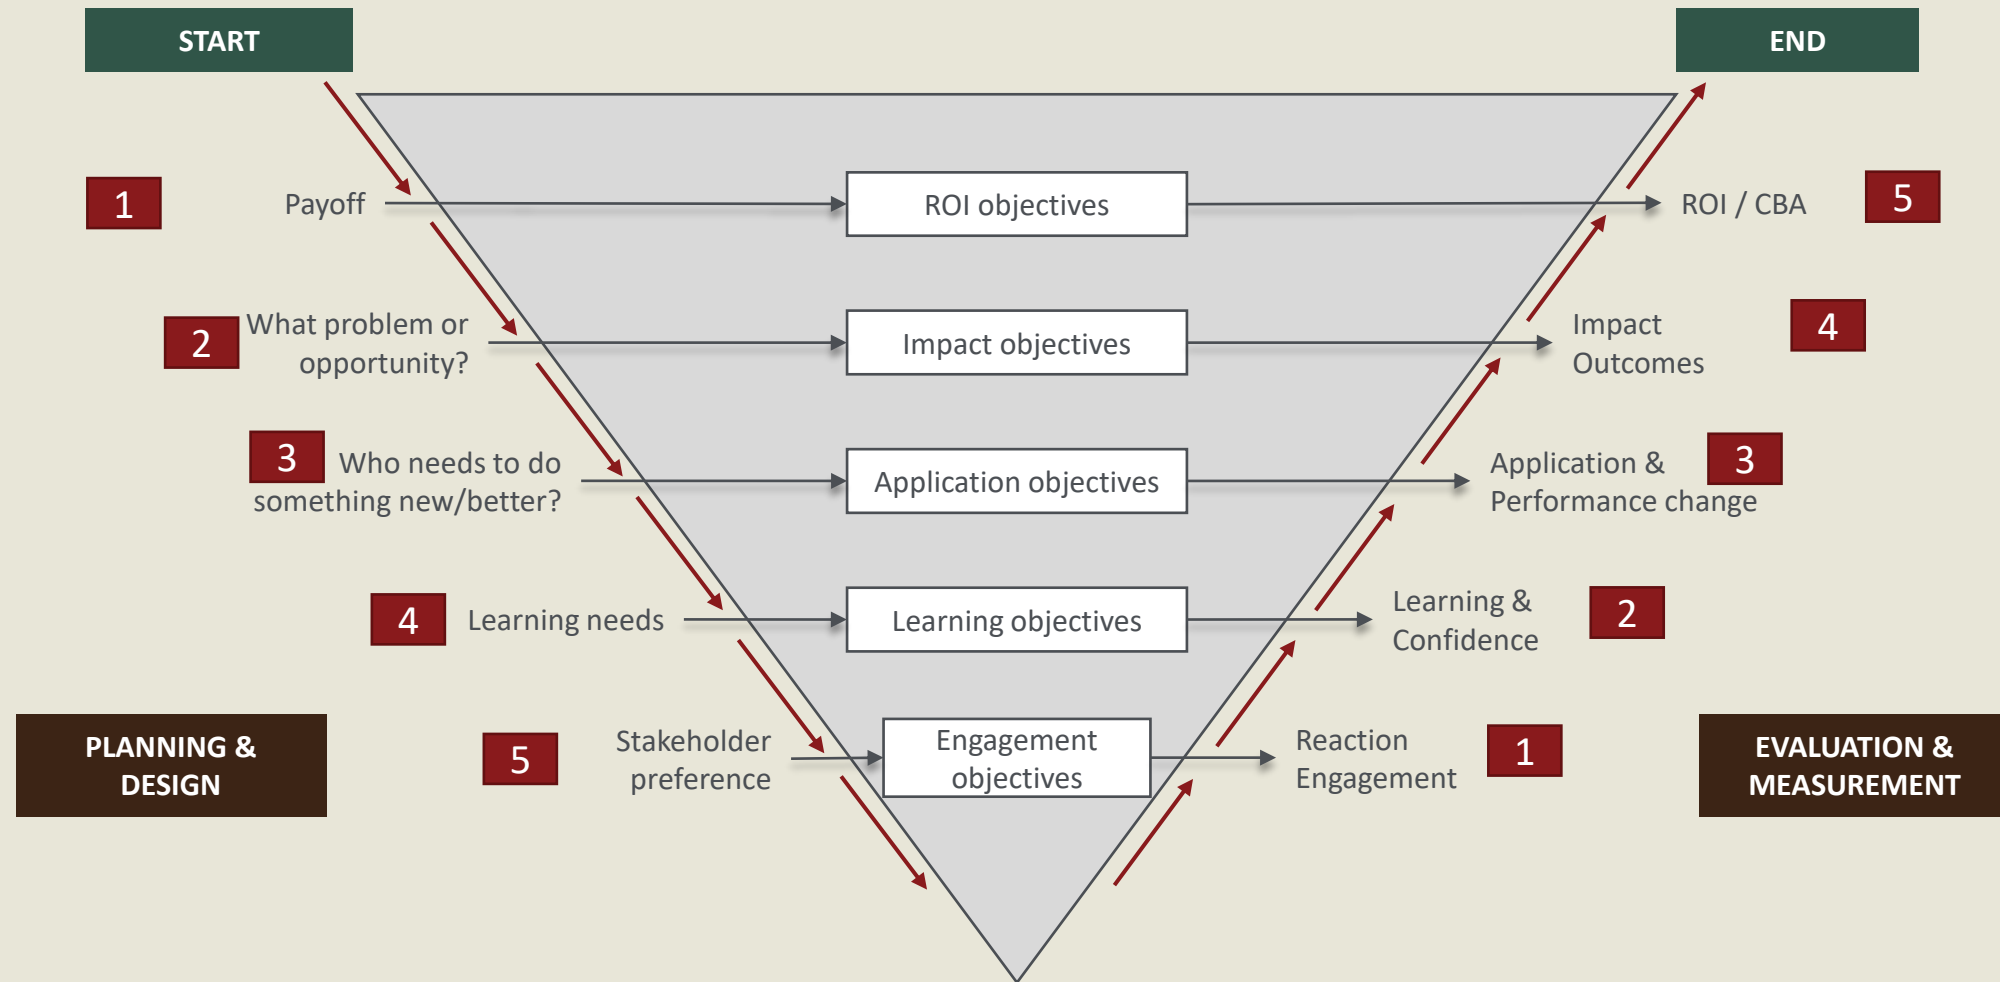 START
END
1
Payoff
ROI objectives
ROI / CBA
5
2
What problem or
opportunity?
Impact objectives
Impact
Outcomes
4
3
Who needs to do
something new/better?
Application objectives
Application &
Performance change
3
4
Learning needs
Learning objectives
Learning &
Confidence
2
PLANNING &
DESIGN
5
Stakeholder
preference
Engagement
objectives
Reaction
Engagement
1
EVALUATION &
MEASUREMENT